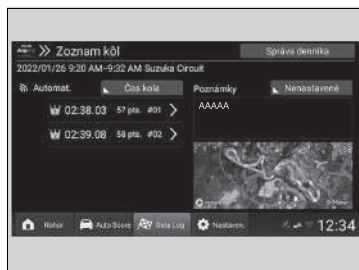 Zoznam kôl
Správa denníka
2022/01/26 9:20 AM–9:32 AM Suzuka Circuit
Automat.
Čas kola
Poznámky
Nenastavené
02:38.03 57 pts. #01
AAAAA
02:39.08 58 pts. #02
Nahor
Auto Score
Data Log
Nastaven.
12:34